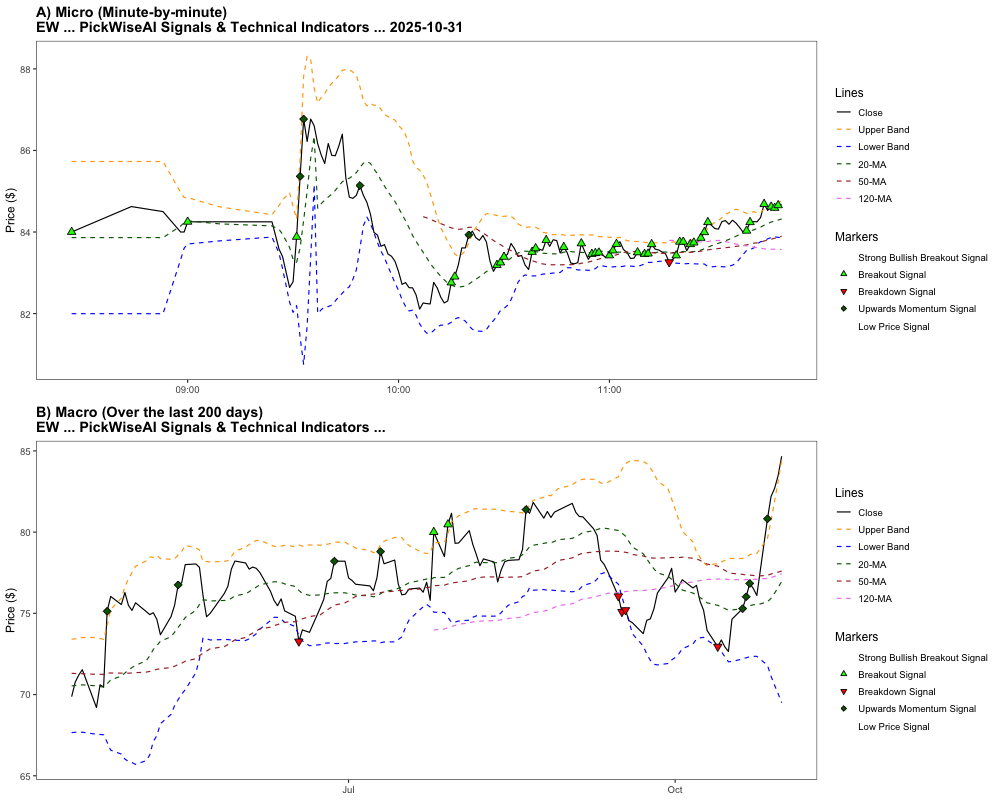 A) Micro (Minute-by-minute)
EW ... PickWiseAI Signals & Technical Indicators ... 2025-10-31
Price ($)
88
86
84
82
09:00
10:00
11:00
Lines
Close
Upper Band
Lower Band
20-MA
50-MA
120-MA
Markers
Strong Bullish Breakout Signal
Breakout Signal
Breakdown Signal
Upwards Momentum Signal
Low Price Signal
B) Macro (Over the last 200 days)
EW ... PickWiseAI Signals & Technical Indicators ...
Price ($)
85
80
75
70
65
Jul
Oct
Lines
Close
Upper Band
Lower Band
20-MA
50-MA
120-MA
Markers
Strong Bullish Breakout Signal
Breakout Signal
Breakdown Signal
Upwards Momentum Signal
Low Price Signal